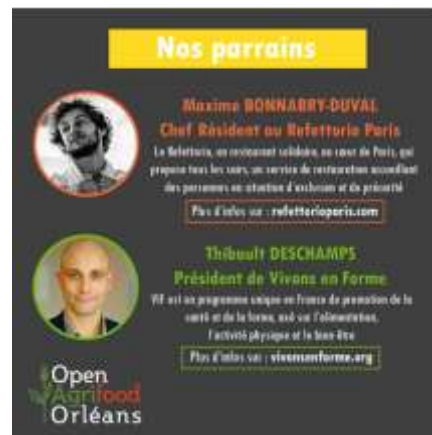 Nos parrains
Maxime BONNABRY-DUVAL
Chef Résident au Refettorio Paris
Le Refettorio, un restaurant solidaire, au cœur de Paris, qui
propose tous les soirs, un service de restauration accueillant
des personnes en situation d'exclusion et de précarité
Plus d'infos sur : refettorioparis.com
Thibault DESCHAMPS
Président de Vivons en Forme
VIF est un programme unique en France de promotion de la
santé et de la forme, axé sur l'alimentation,
l'activité physique et le bien-être
Plus d'infos sur : vivonsenforme.org
Open
Agrifood
Orléans